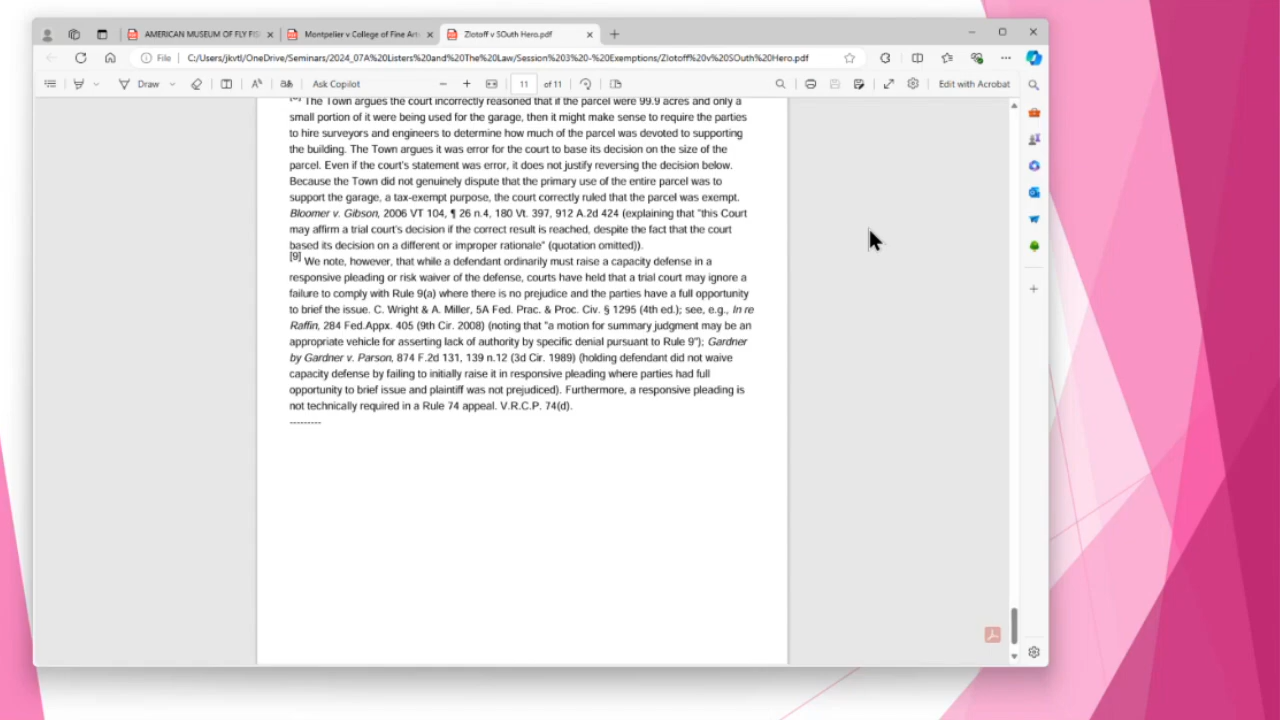 AMERICAN MUSEUM OF FLY FIS
Montpelier v College of Fine Art
Zlotoff v SOuth Hero.pdf
File
C:/Users/jkvtl/OneDrive/Seminars/2024_07A%20Listers%20and%20The%20Law/Session%203%20-%20Exemptions/Zlotoff%20v%20SOuth%20Hero.pdf
Draw
Ask Copilot
11 of 11
Edit with Acrobat
The Town argues the court incorrectly reasoned that if the parcel were 99.9 acres and only a
small portion of it were being used for the garage, then it might make sense to require the parties
to hire surveyors and engineers to determine how much of the parcel was devoted to supporting
the building. The Town argues it was error for the court to base its decision on the size of the
parcel. Even if the court's statement was error, it does not justify reversing the decision below.
Because the Town did not genuinely dispute that the primary use of the entire parcel was to
support the garage, a tax-exempt purpose, the court correctly ruled that the parcel was exempt.
Bloomer v. Gibson, 2006 VT 104, ¶ 26 n.4, 180 Vt. 397, 912 A.2d 424 (explaining that "this Court
may affirm a trial court's decision if the correct result is reached, despite the fact that the court
based its decision on a different or improper rationale" (quotation omitted)).
[9] We note, however, that while a defendant ordinarily must raise a capacity defense in a
responsive pleading or risk waiver of the defense, courts have held that a trial court may ignore a
failure to comply with Rule 9(a) where there is no prejudice and the parties have a full opportunity
to brief the issue. C. Wright & A. Miller, 5A Fed. Prac. & Proc. Civ. § 1295 (4th ed.); see, e.g., In re
Raffin, 284 Fed.Appx. 405 (9th Cir. 2008) (noting that "a motion for summary judgment may be an
appropriate vehicle for asserting lack of authority by specific denial pursuant to Rule 9"); Gardner
by Gardner v. Parson, 874 F.2d 131, 139 n.12 (3d Cir. 1989) (holding defendant did not waive
capacity defense by failing to initially raise it in responsive pleading where parties had full
opportunity to brief issue and plaintiff was not prejudiced). Furthermore, a responsive pleading is
not technically required in a Rule 74 appeal. V.R.C.P. 74(d).
---------